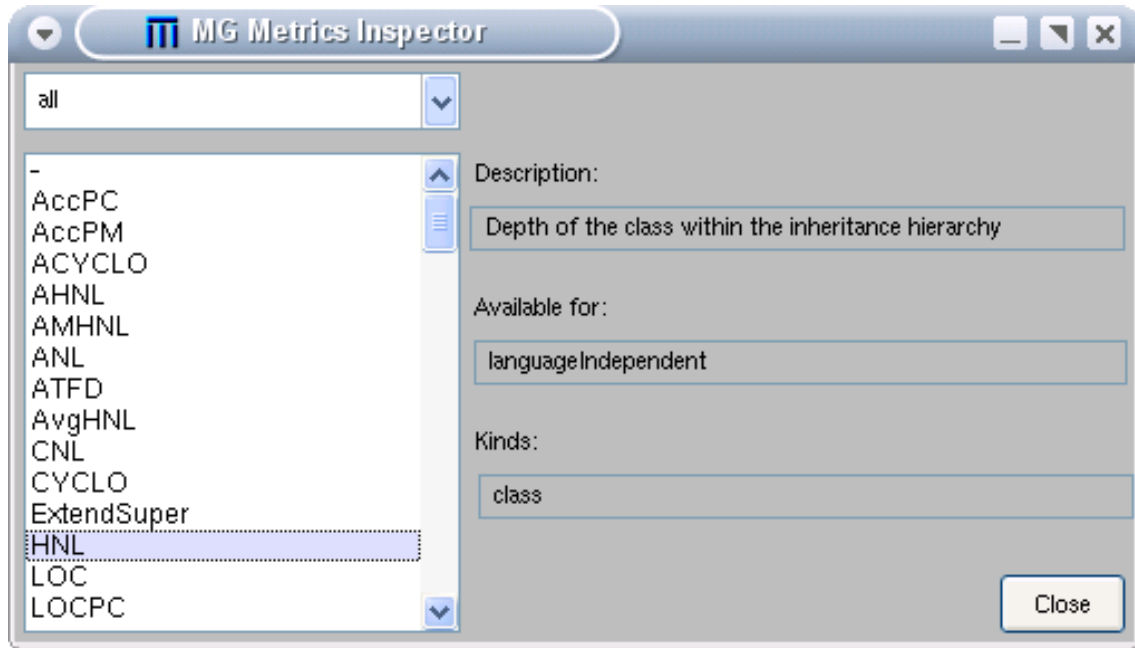 MG Metrics Inspector
all
-
AccPC
AccPM
ACYCLO
AHNL
AMHNL
ANL
ATFD
AvgHNL
CNL
CYCLO
ExtendSuper
HNL
LOC
LOCPC
Description:
Depth of the class within the inheritance hierarchy
Available for:
languageIndependent
Kinds:
class
Close